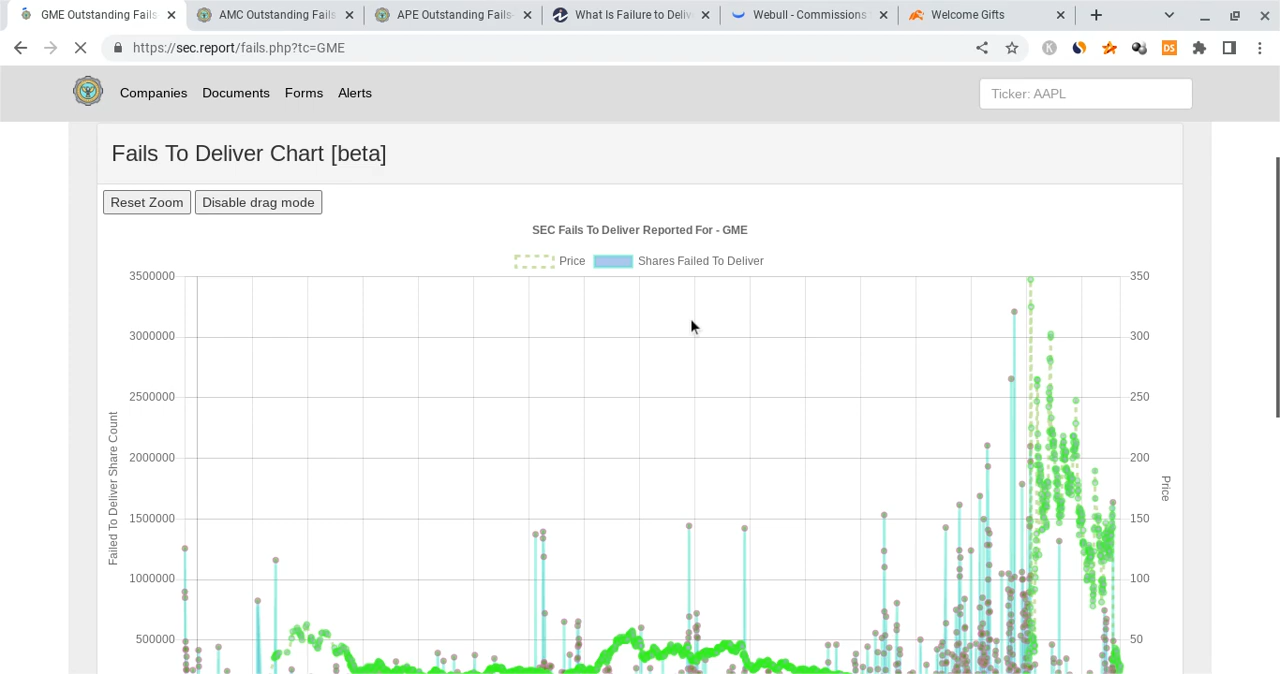 GME Outstanding Fails-
AMC Outstanding Fails
APE Outstanding Fails-
What Is Failure to Deliv
Webull - Commissions
Welcome Gifts
https://sec.report/fails.php?tc=GME
K
DS
Companies
Documents
Forms
Alerts
Ticker: AAPL
Fails To Deliver Chart [beta]
Reset Zoom
Disable drag mode
SEC Fails To Deliver Reported For - GME
Price
Shares Failed To Deliver
3500000
3000000
2500000
2000000
1500000
1000000
500000
Failed To Deliver Share Count
350
300
250
200
150
100
50
Price